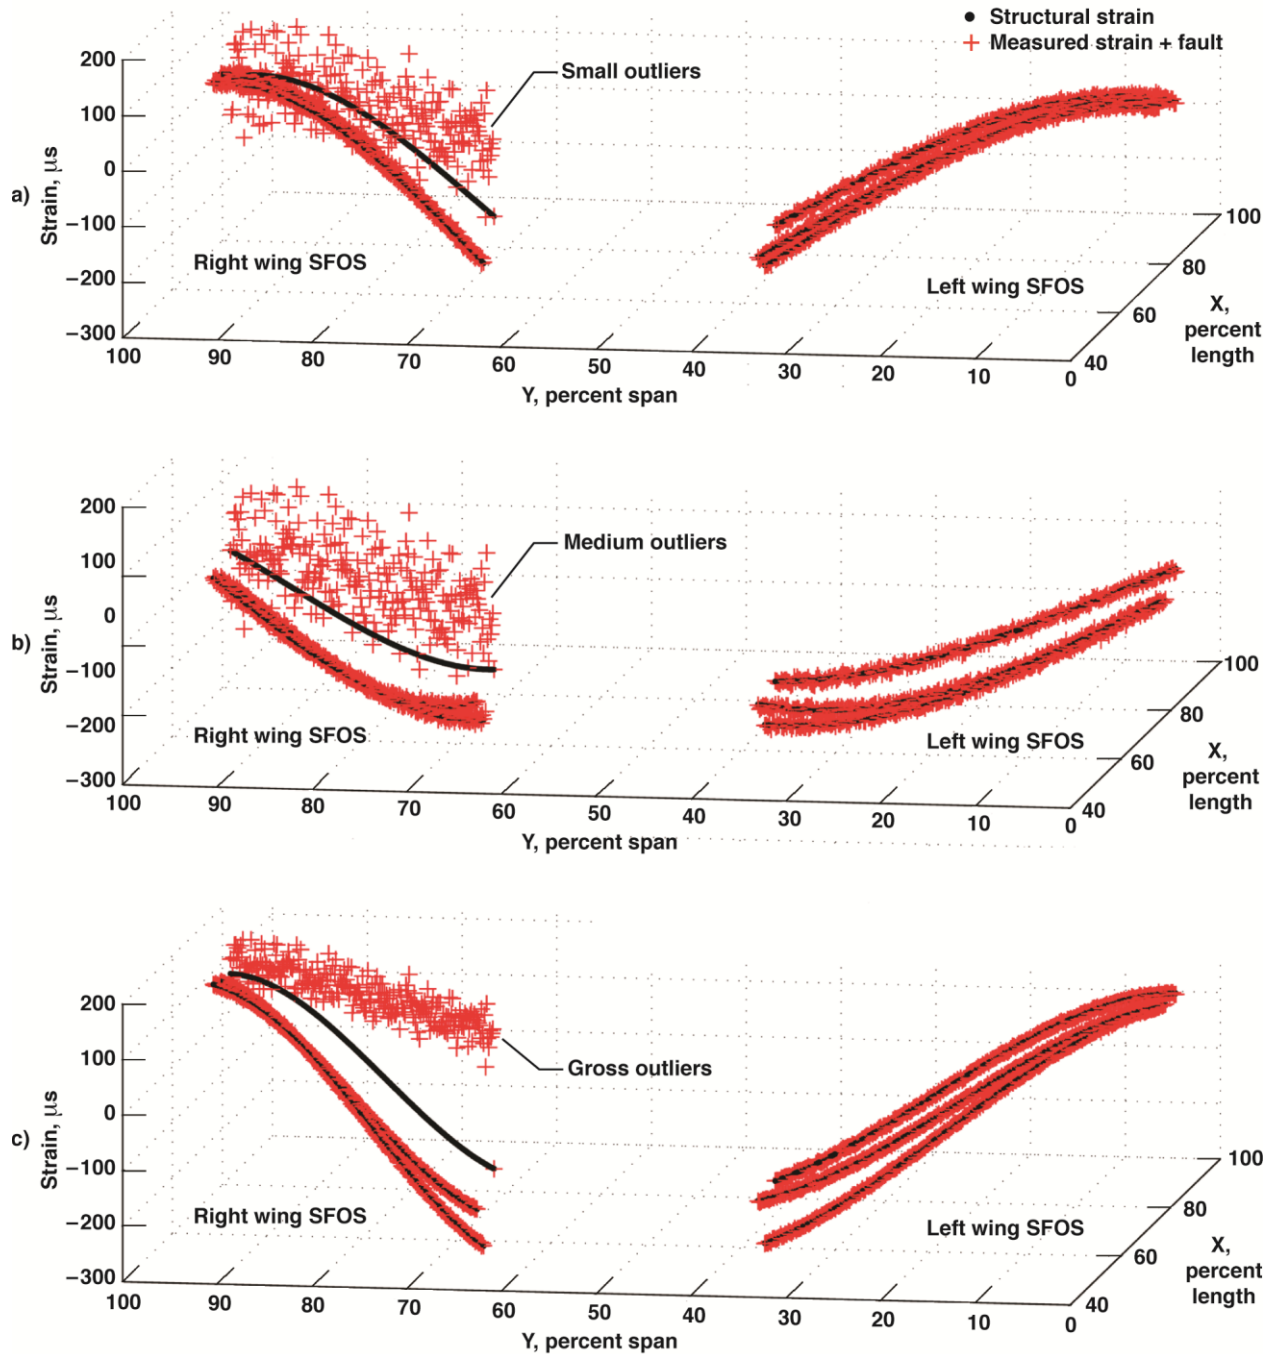 Structural strain
Measured strain + fault
Small outliers
200
100
0
−100
−200
−300
Strain, μs
a)
Right wing SFOS
Left wing SFOS
100
80
60
40
X,
percent
length
100
90
80
70
60
50
40
30
20
10
0
Y, percent span
Medium outliers
200
100
0
−100
−200
−300
Strain, μs
b)
Right wing SFOS
Left wing SFOS
100
80
60
40
X,
percent
length
100
90
80
70
60
50
40
30
20
10
0
Y, percent span
Gross outliers
200
100
0
−100
−200
−300
Strain, μs
c)
Right wing SFOS
Left wing SFOS
100
80
60
40
X,
percent
length
100
90
80
70
60
50
40
30
20
10
0
Y, percent span